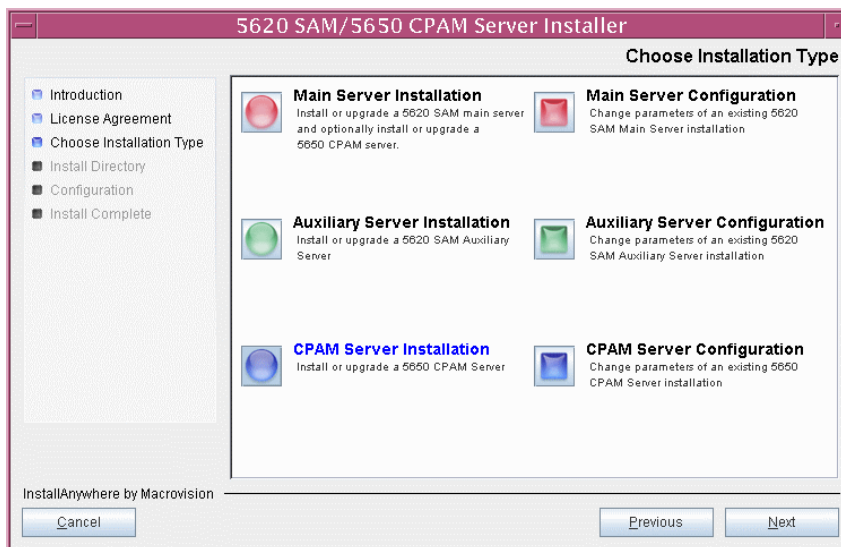 5620 SAM/5650 CPAM Server Installer
Choose Installation Type
Introduction
License Agreement
Choose Installation Type
Install Directory
Configuration
Install Complete
Main Server Installation
Install or upgrade a 5620 SAM main server
and optionally install or upgrade a
5650 CPAM server.
Main Server Configuration
Change parameters of an existing 5620
SAM Main Server installation
Auxiliary Server Installation
Install or upgrade a 5620 SAM Auxiliary
Server
Auxiliary Server Configuration
Change parameters of an existing 5620
SAM Auxiliary Server installation
CPAM Server Installation
Install or upgrade a 5650 CPAM Server
CPAM Server Configuration
Change parameters of an existing 5650
CPAM Server installation
InstallAnywhere by Macrovision
Cancel
Previous
Next